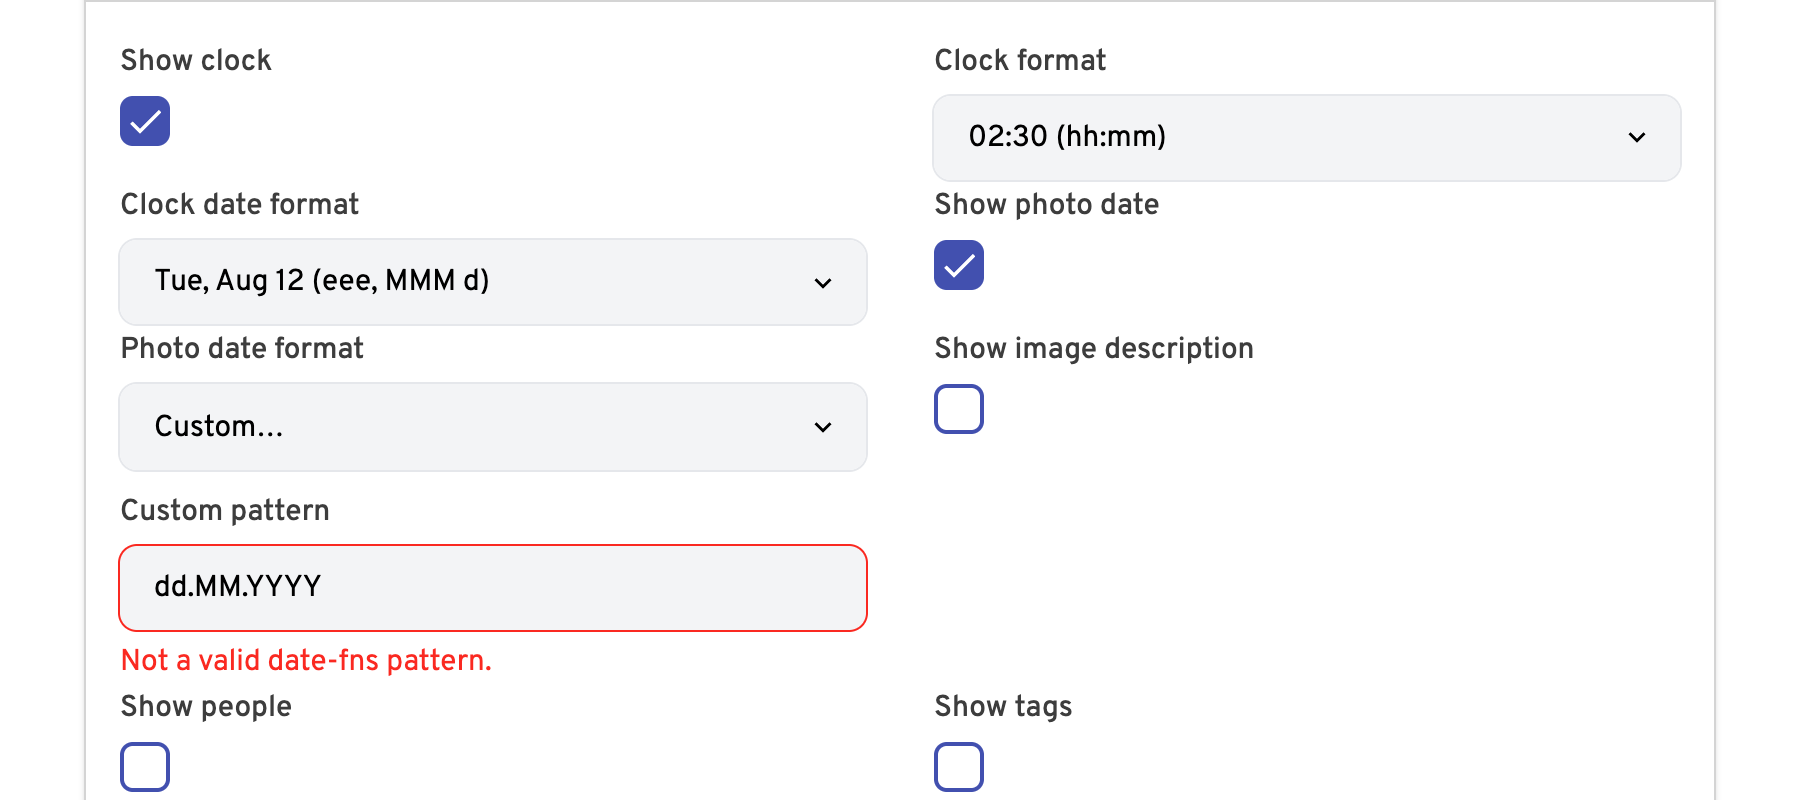 Show clock
Clock format
02:30 (hh:mm)
Clock date format
Show photo date
Tue, Aug 12 (eee, MMM d)
Photo date format
Show image description
Custom...
Custom pattern
dd.MM.YYYY
Not a valid date-fns pattern.
Show people
Show tags